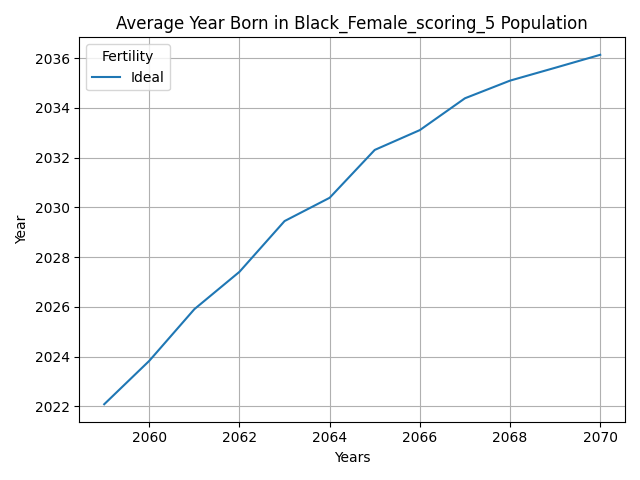 Average Year Born in Black_Female_scoring_5 Population
Fertility
Ideal
2036
2034
2032
2030
2028
2026
2024
2022
Year
2060 2062 2064 2066 2068 2070
Years